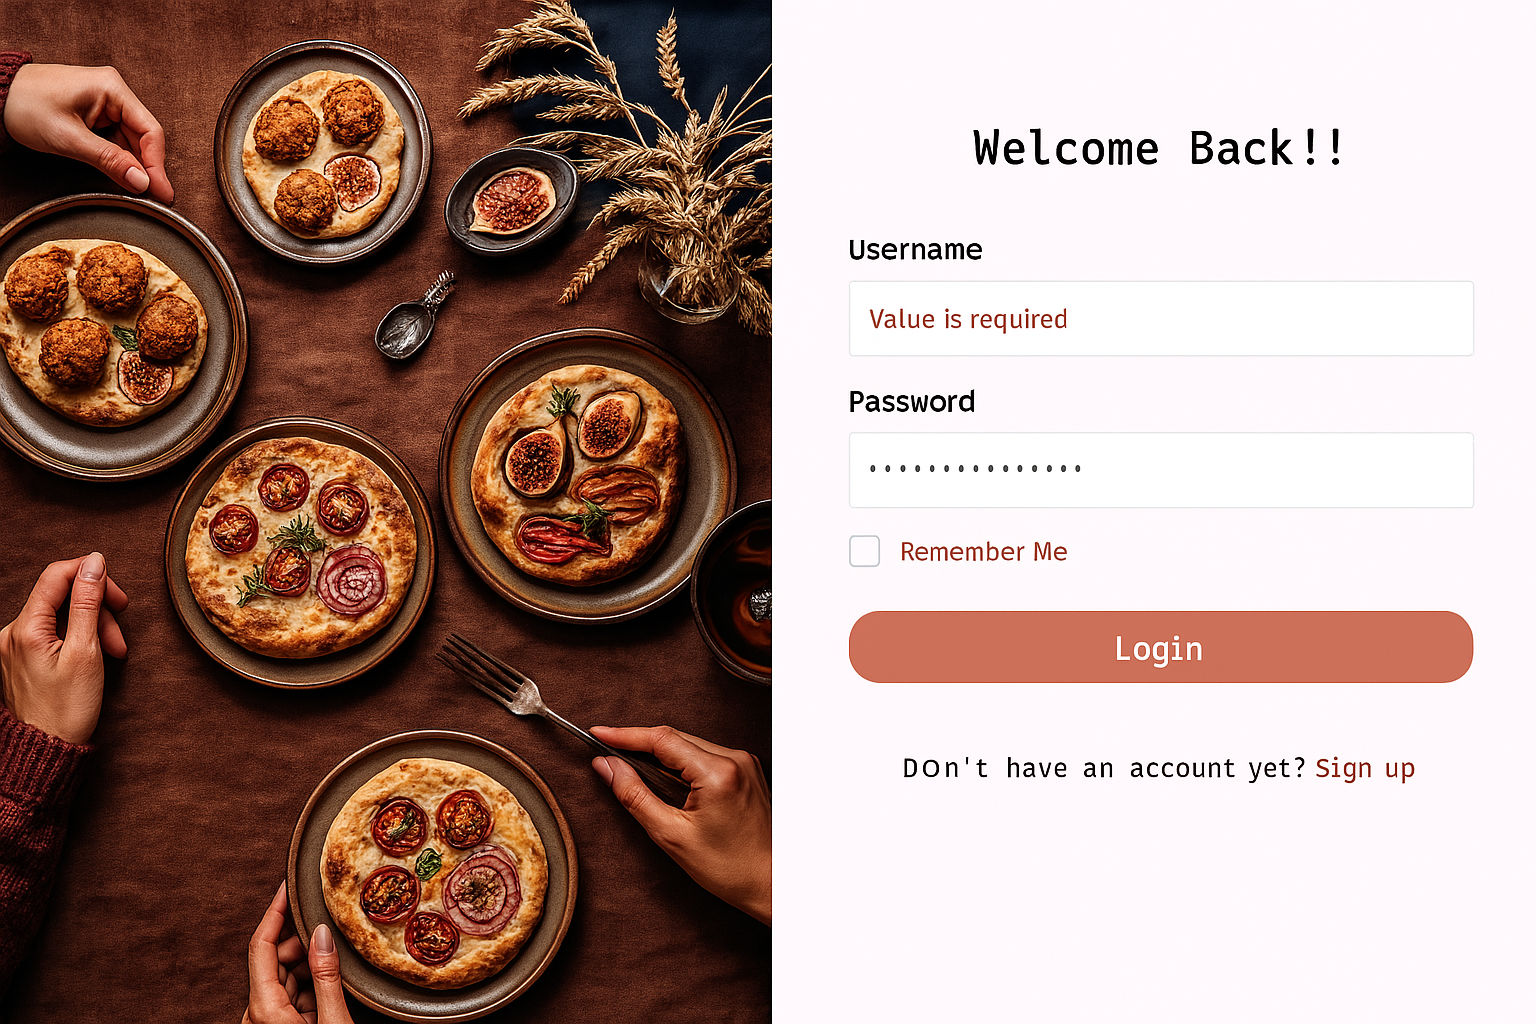 Welcome Back!!
Username
Value is required
Password
Remember Me
Login
DOn't have an account yet? Sign up